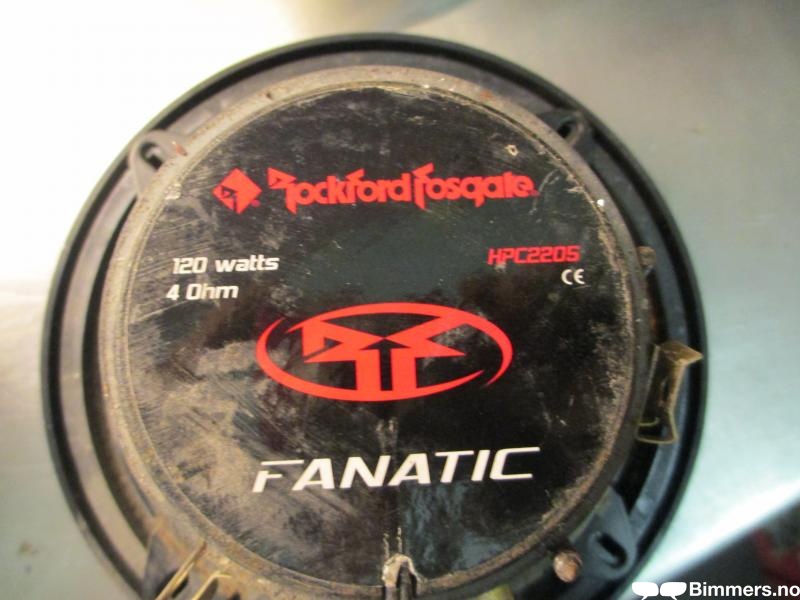 Rockford Fosgate
120 watts
4 Ohm
HPC2205
CE
FANATIC
Bimmers.no